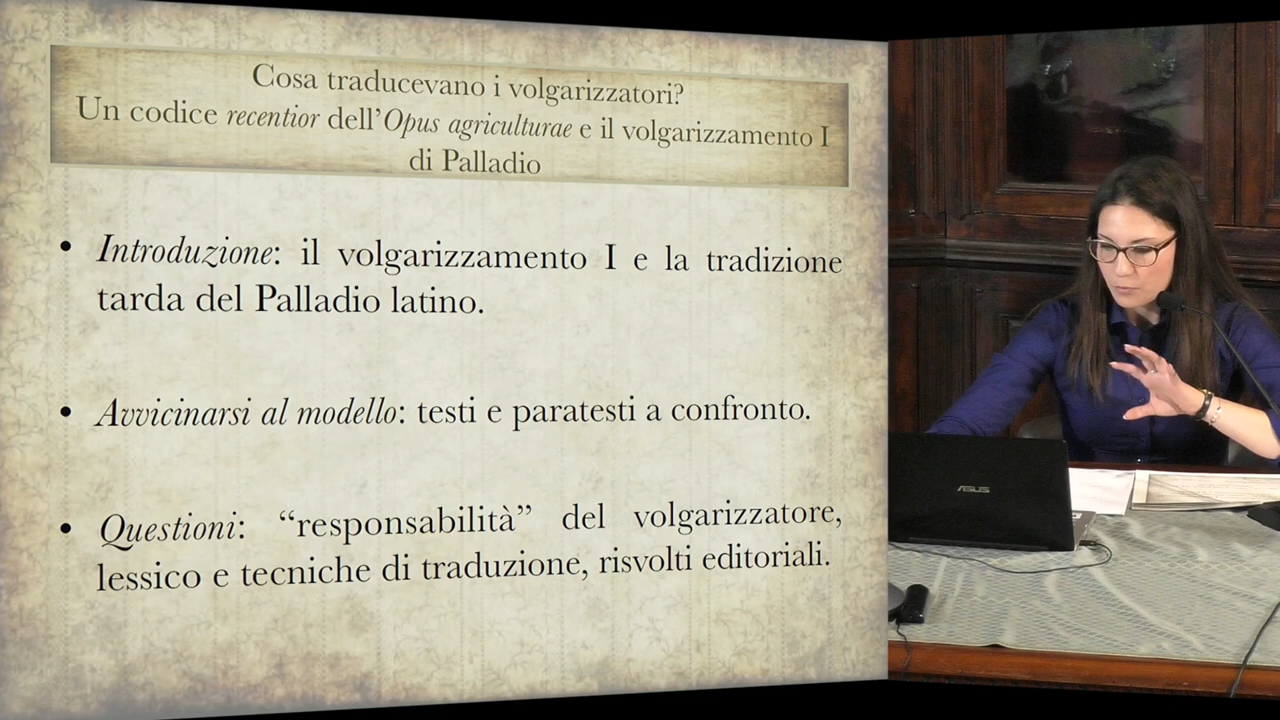 Cosa traducevano i volgarizzatori?
Un codice recentior dell'Opus agriculturae e il volgarizzamento I
di Palladio
• Introduzione: il volgarizzamento I e la tradizione
tarda del Palladio latino.
• Avvicinarsi al modello: testi e paratesti a confronto.
• Questioni: “responsabilità” del volgarizzatore,
lessico e tecniche di traduzione, risvolti editoriali.
ASUS